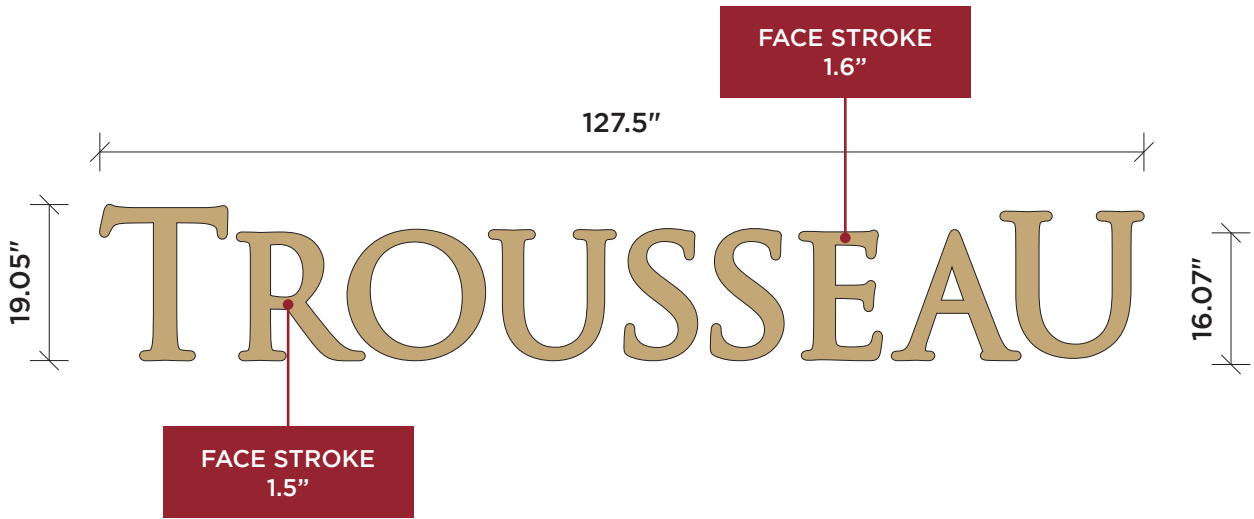 FACE STROKE
1.6”
127.5"
19.05"
TROUSSEAU
16.07"
FACE STROKE
1.5”